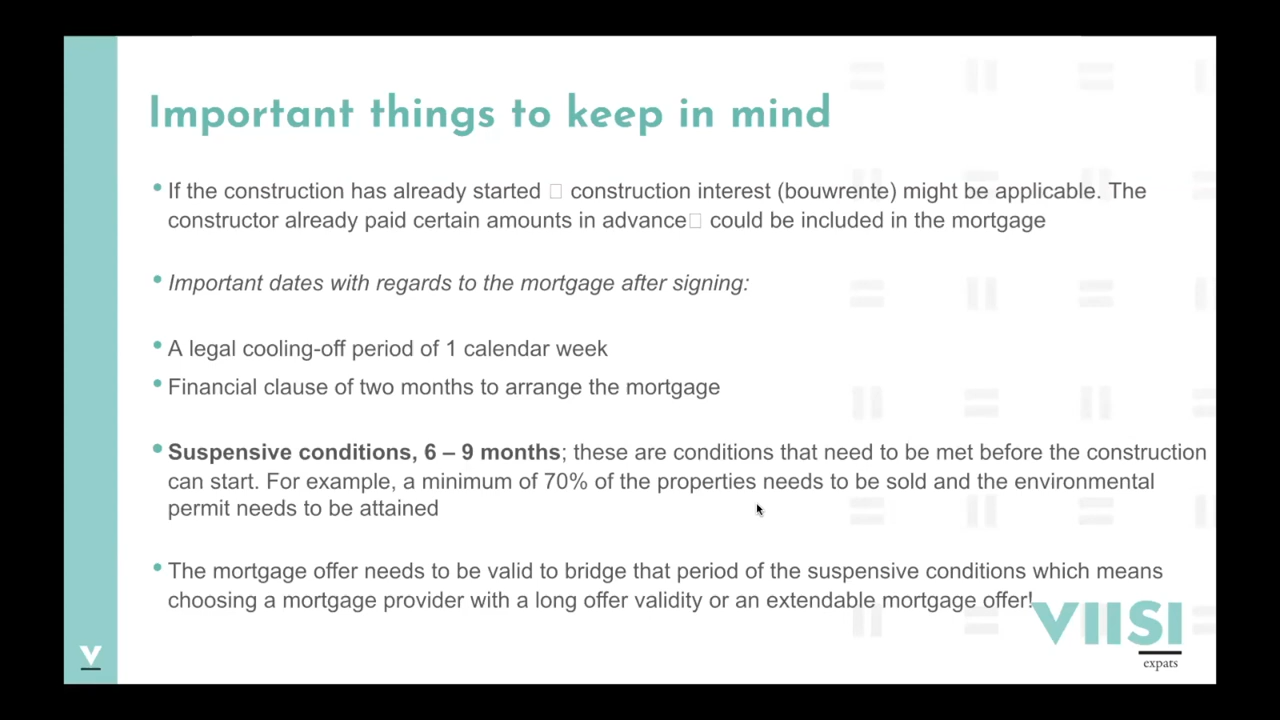 Important things to keep in mind
• If the construction has already started □ construction interest (bouwrente) might be applicable. The
constructor already paid certain amounts in advance□ could be included in the mortgage
• Important dates with regards to the mortgage after signing:
• A legal cooling-off period of 1 calendar week
• Financial clause of two months to arrange the mortgage
• Suspensive conditions, 6 – 9 months; these are conditions that need to be met before the construction
can start. For example, a minimum of 70% of the properties needs to be sold and the environmental
permit needs to be attained
• The mortgage offer needs to be valid to bridge that period of the suspensive conditions which means
choosing a mortgage provider with a long offer validity or an extendable mortgage offer!
VIISI
expats
V